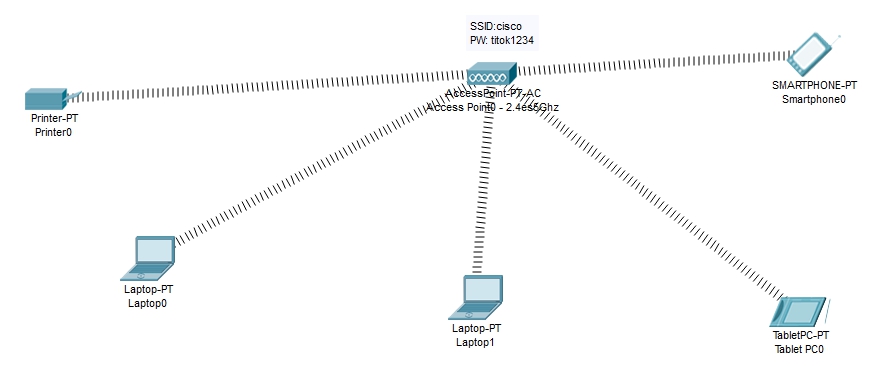 SSID:cisco
PW: titok1234
AccessPoint-PT-AC
Access Point0 - 2.4es5Ghz
SMARTPHONE-PT
Smartphone0
Printer-PT
Printer0
Laptop-PT
Laptop0
Laptop-PT
Laptop1
TabletPC-PT
Tablet PC0